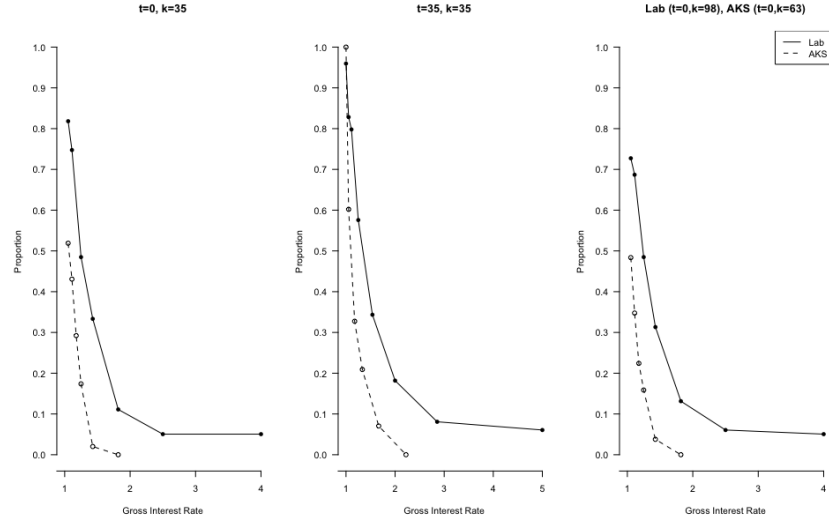 t=0, k=35
Proportion
1.0
0.9
0.8
0.7
0.6
0.5
0.4
0.3
0.2
0.1
0.0
1 2 3 4
Gross Interest Rate
t=35, k=35
Proportion
1.0
0.9
0.8
0.7
0.6
0.5
0.4
0.3
0.2
0.1
0.0
1 2 3 4 5
Gross Interest Rate
Lab (t=0,k=98), AKS (t=0,k=63)
Lab
AKS
Proportion
1.0
0.9
0.8
0.7
0.6
0.5
0.4
0.3
0.2
0.1
0.0
1 2 3 4
Gross Interest Rate